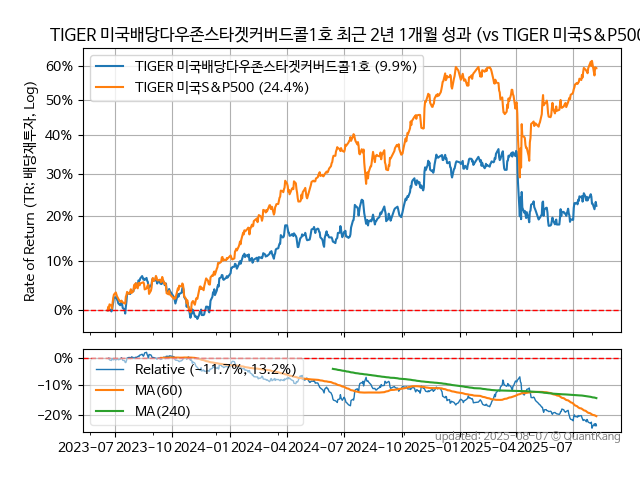 TIGER 미국배당다우존스타겟커버드콜1호 최근 2년 1개월 성과 (vs TIGER 미국S&P500
TIGER 미국배당다우존스타겟커버드콜1호 (9.9%)
TIGER 미국S&P500 (24.4%)
Rate of Return (TR: 배당재투자, Log)
60%
50%
40%
30%
20%
10%
0%
0%
−10%
−20%
Relative (−11.7%, 13.2%)
MA(60)
MA(240)
updated: 2025-08-07 © QuantKang
2023-07 2023-10 2024-01 2024-04 2024-07 2024-10 2025-01 2025-04 2025-07